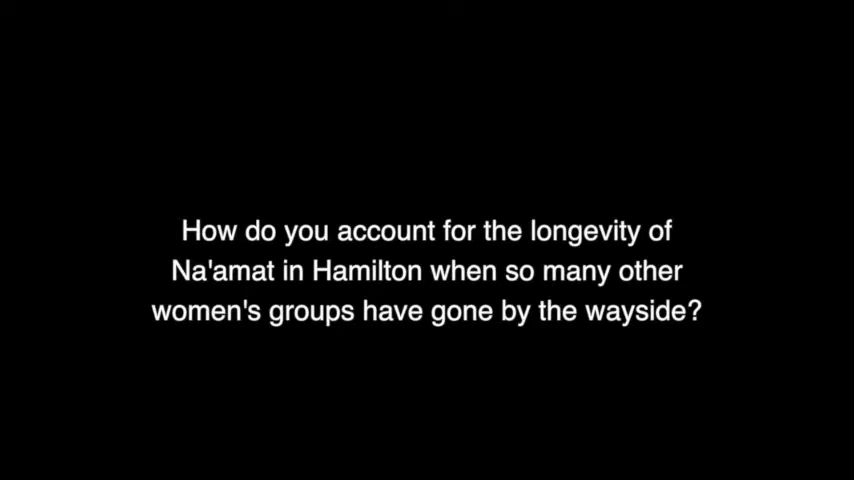 How do you account for the longevity of
Na'amat in Hamilton when so many other
women's groups have gone by the wayside?